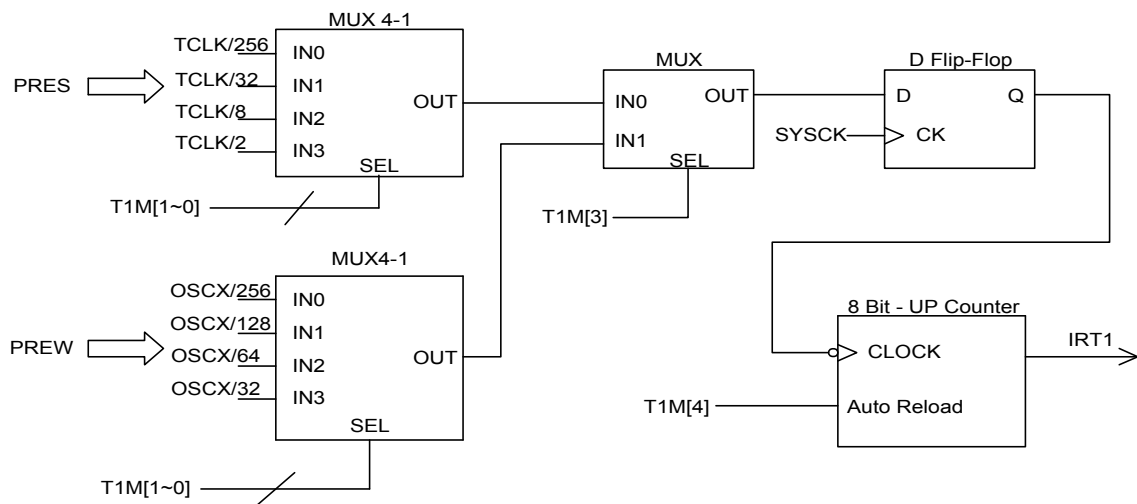 MUX 4-1
TCLK/256
IN0
PRES
TCLK/32
IN1
OUT
TCLK/8
IN2
TCLK/2
IN3
SEL
T1M[1~0]
MUX
IN0
OUT
IN1
SEL
T1M[3]
D Flip-Flop
D
Q
SYSCK
CK
MUX4-1
OSCX/256
IN0
PREW
OSCX/128
IN1
OUT
OSCX/64
IN2
OSCX/32
IN3
SEL
T1M[1~0]
8 Bit - UP Counter
CLOCK
IRT1
T1M[4]
Auto Reload